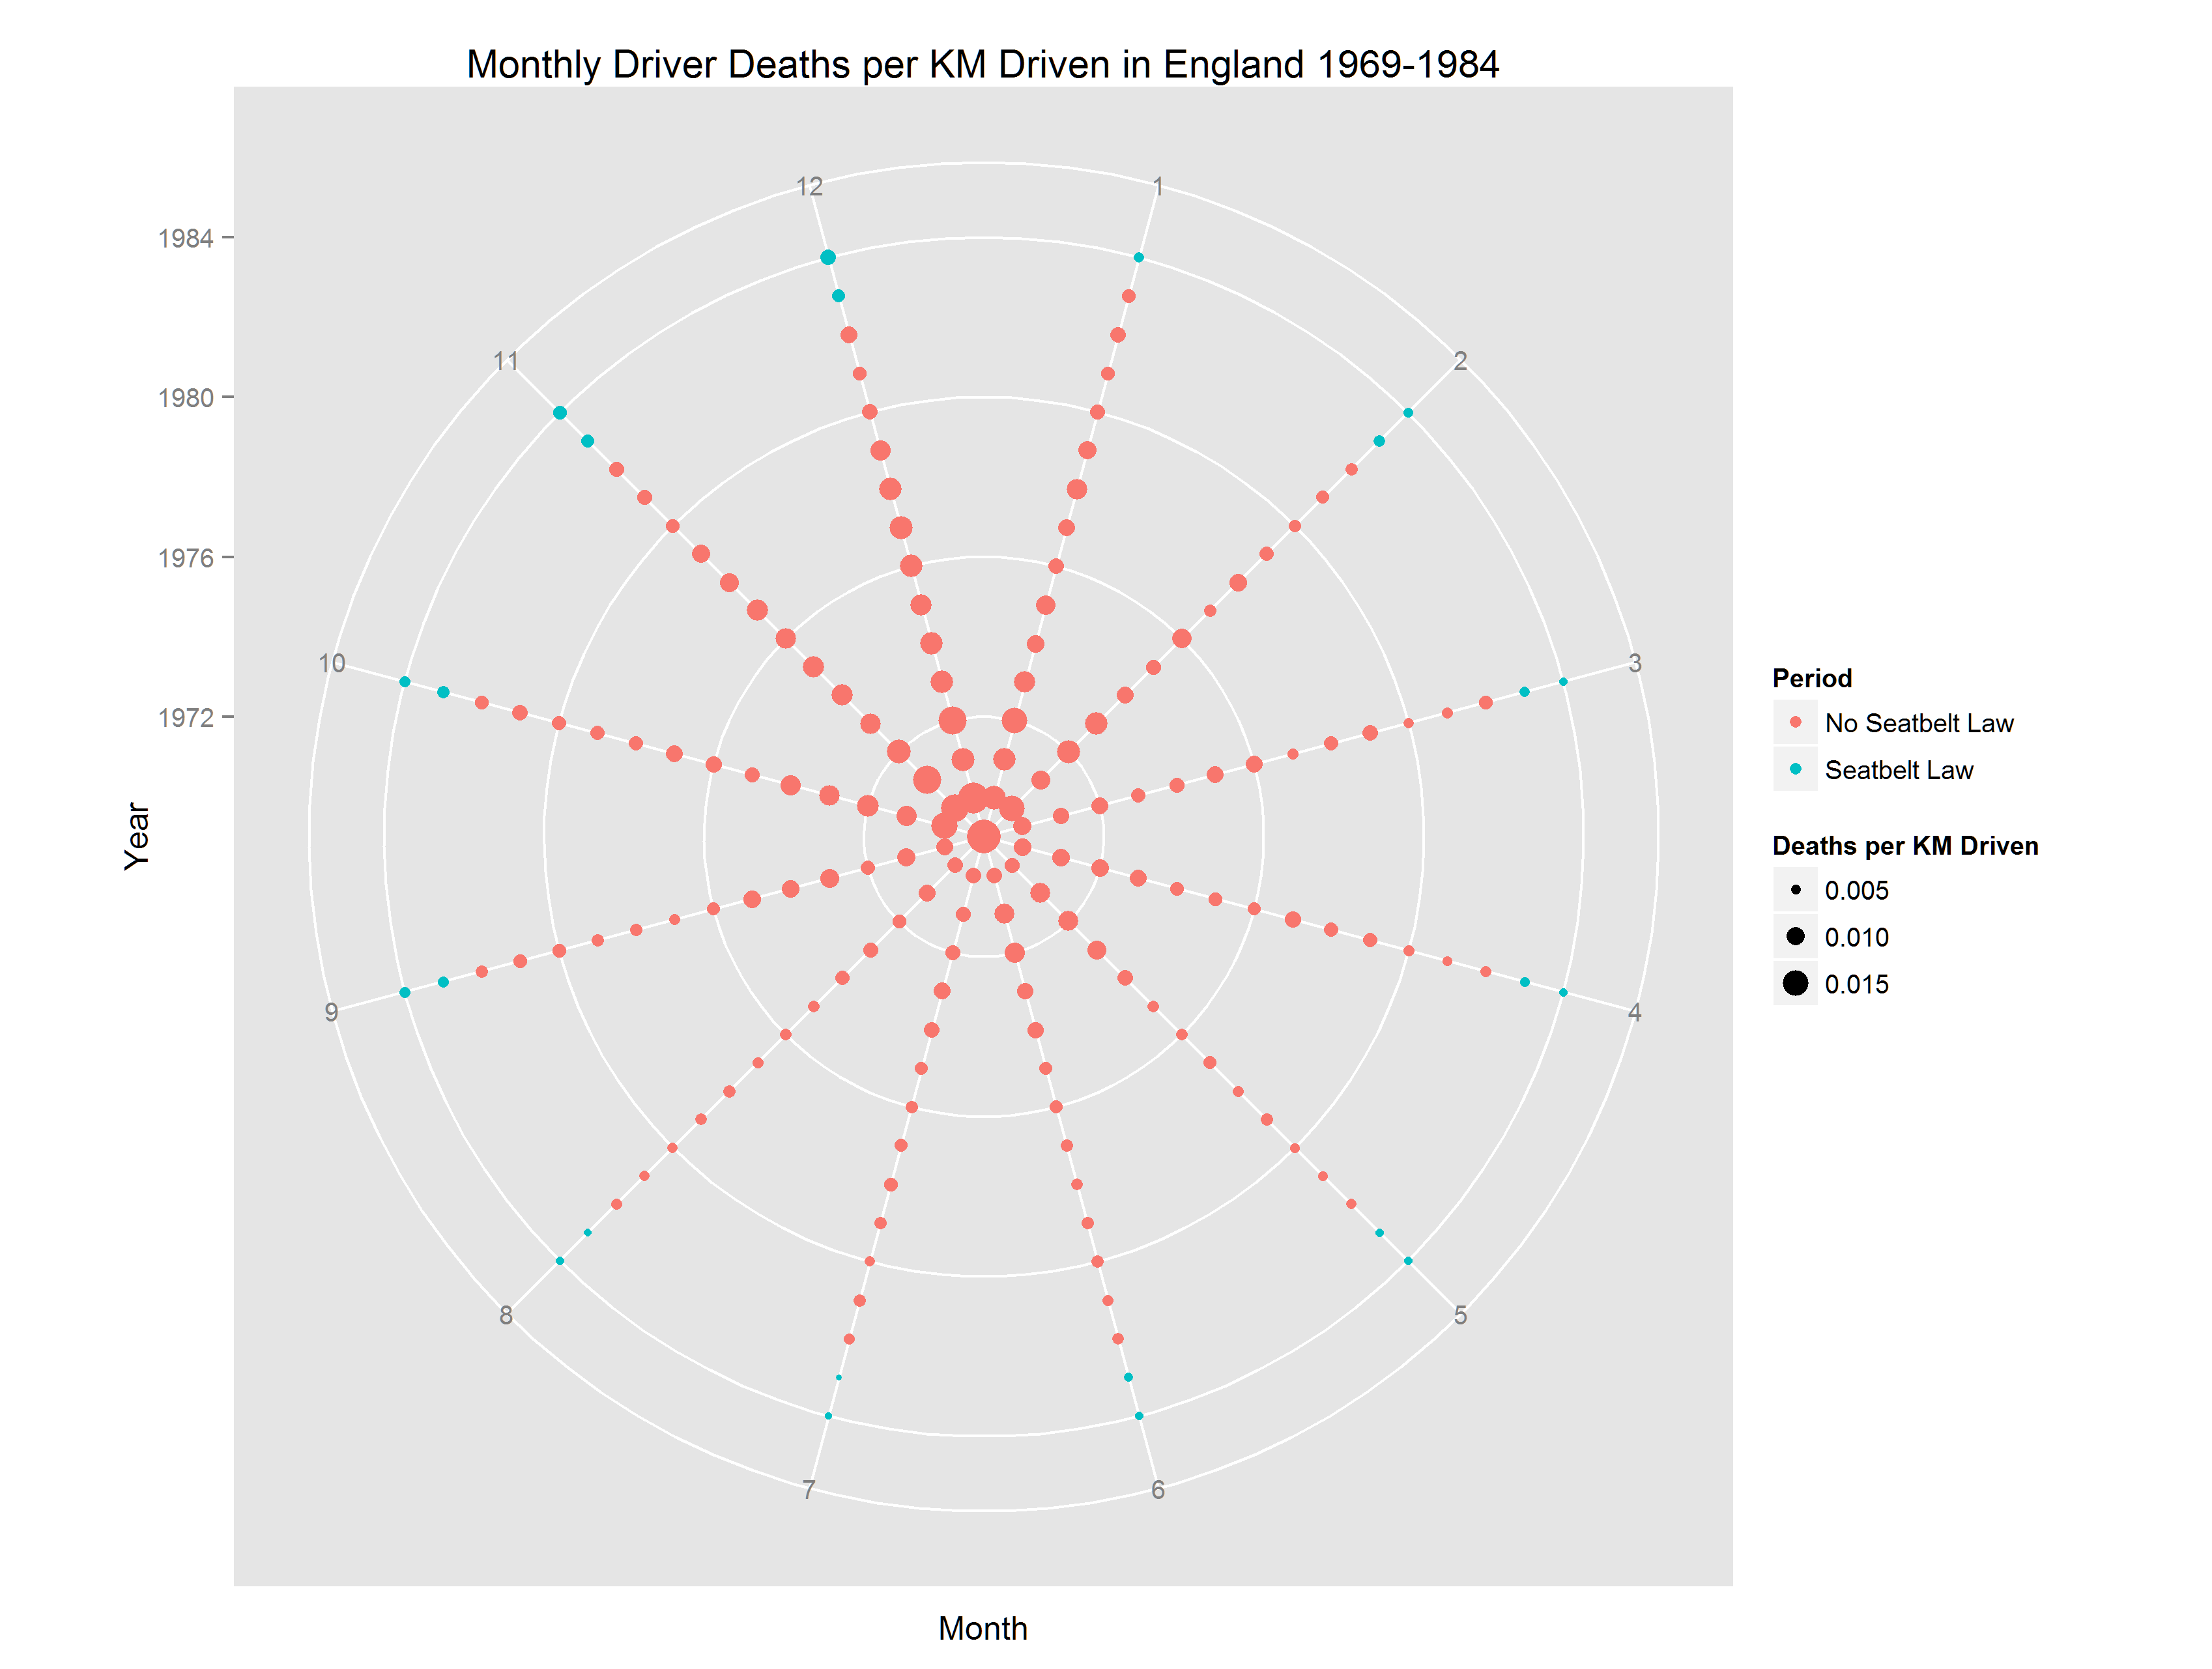 Monthly Driver Deaths per KM Driven in England 1969-1984
12
1
1984
11
2
1980
1976
10
3
1972
Period
No Seatbelt Law
Seatbelt Law
Year
Deaths per KM Driven
0.005
0.010
0.015
9
4
8
5
7
6
Month